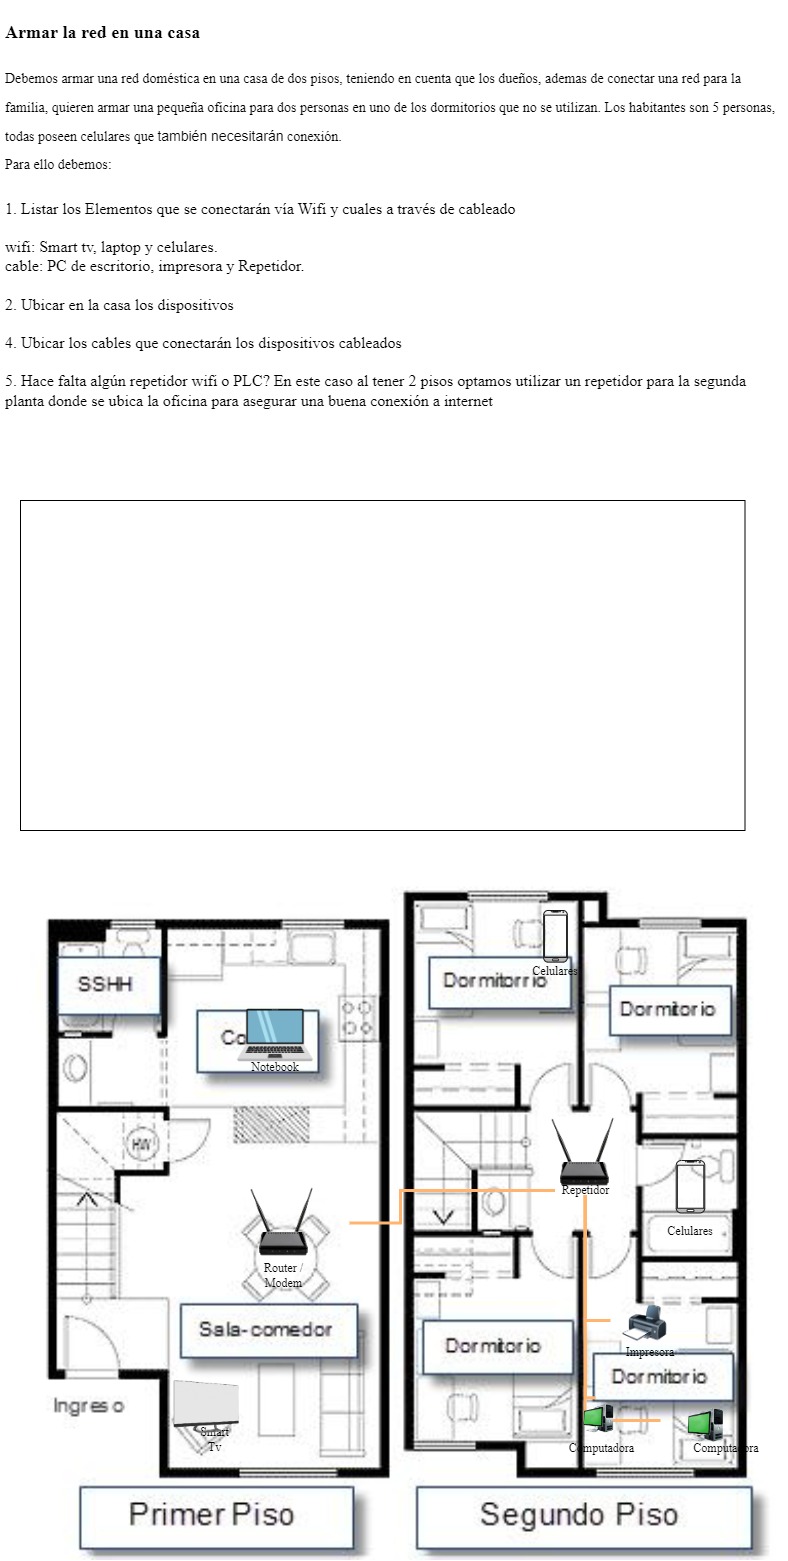 Armar la red en una casa
Debemos armar una red doméstica en una casa de dos pisos, teniendo en cuenta que los dueños, ademas de conectar una red para la
familia, quieren armar una pequeña oficina para dos personas en uno de los dormitorios que no se utilizan. Los habitantes son 5 personas,
todas poseen celulares que también necesitarán conexión.
Para ello debemos:
1. Listar los Elementos que se conectarán vía Wifi y cuales a través de cableado
wifi: Smart tv, laptop y celulares.
cable: PC de escritorio, impresora y Repetidor.
2. Ubicar en la casa los dispositivos
4. Ubicar los cables que conectarán los dispositivos cableados
5. Hace falta algún repetidor wifi o PLC? En este caso al tener 2 pisos optamos utilizar un repetidor para la segunda
planta donde se ubica la oficina para asegurar una buena conexión a internet
SSHH
Dormitorrio
Celulares
Dormitorio
Co
Notebook
HW
Repetidor
Celulares
Router /
Modem
Sala-comedor
Impresora
Dormitorio
Dormitorio
Ingreso
Smart
Tv
Computadora
Computadora
Primer Piso
Segundo Piso